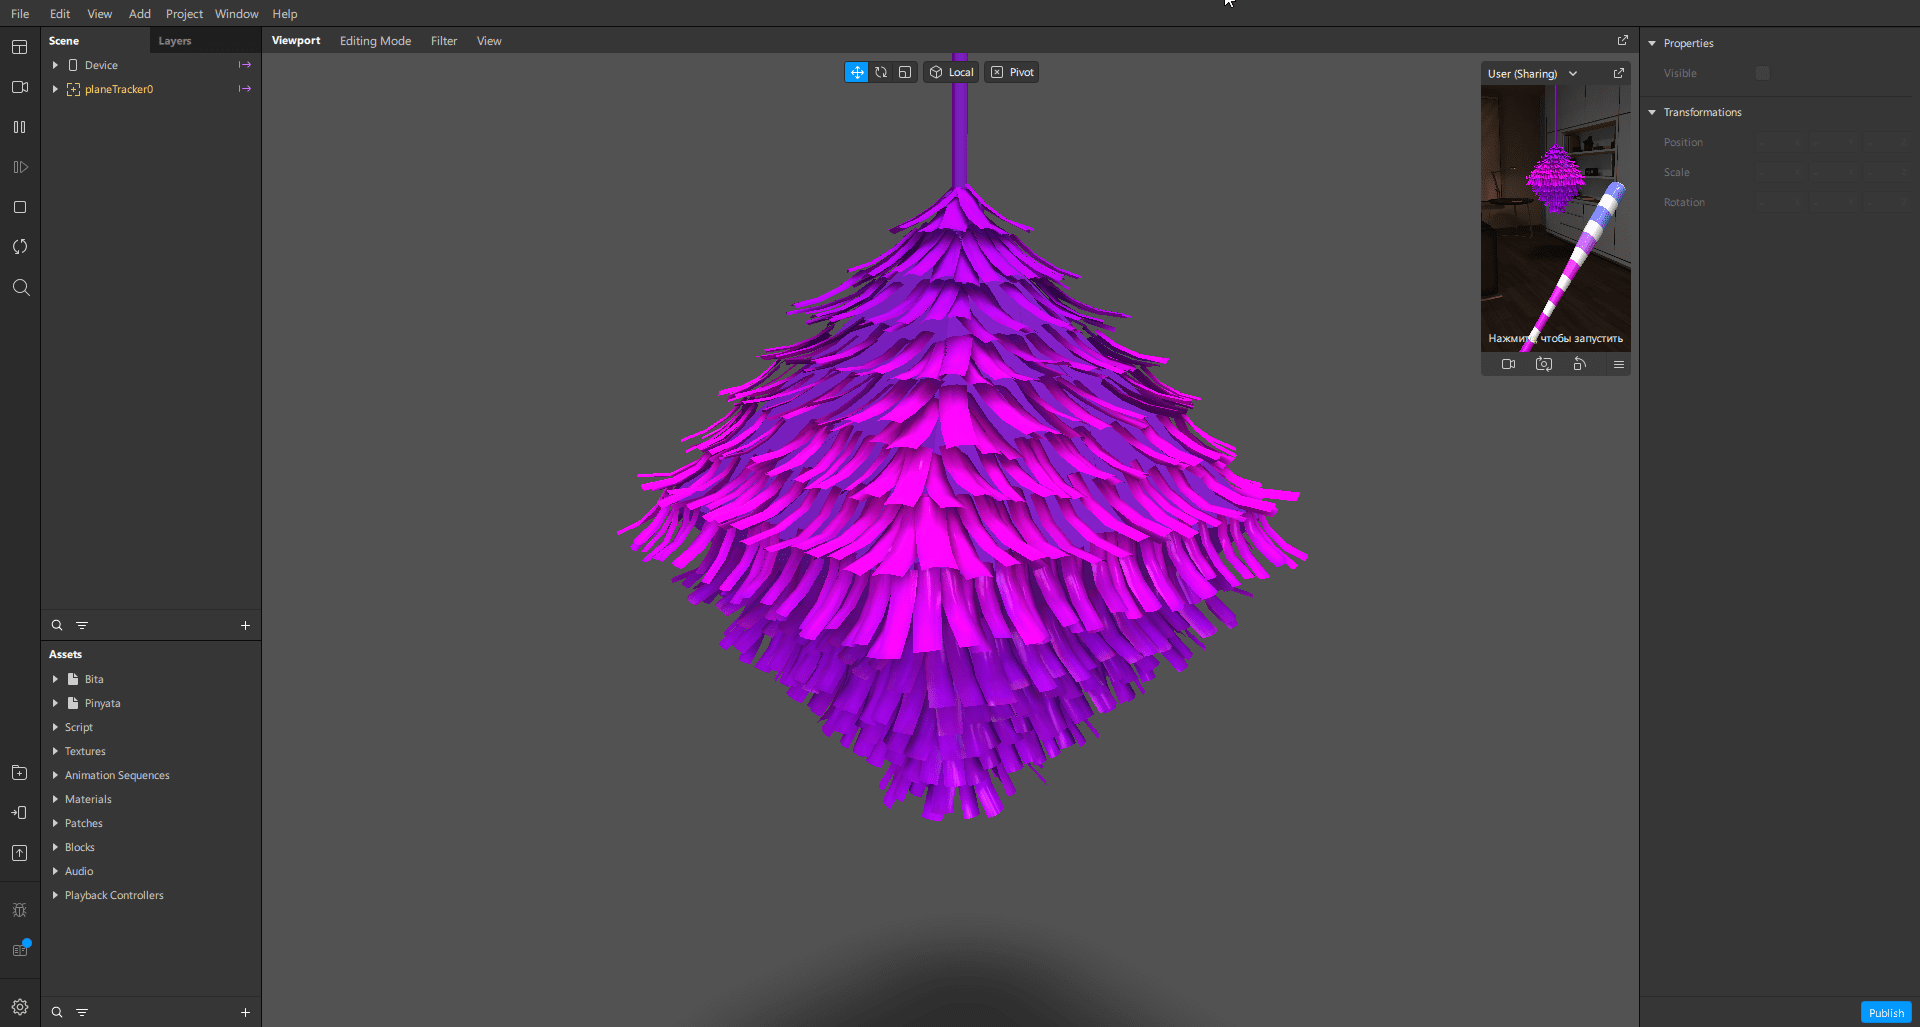 File Edit View Add Project Window Help
Scene Layers
Device
planeTracker0
Assets
Bita
Pinyata
Script
Textures
Animation Sequences
Materials
Patches
Blocks
Audio
Playback Controllers
Viewport Editing Mode Filter View
Local Pivot
User (Sharing)
Нажмите, чтобы запустить
Properties
Visible
Transformations
Position
Scale
Rotation
Publish